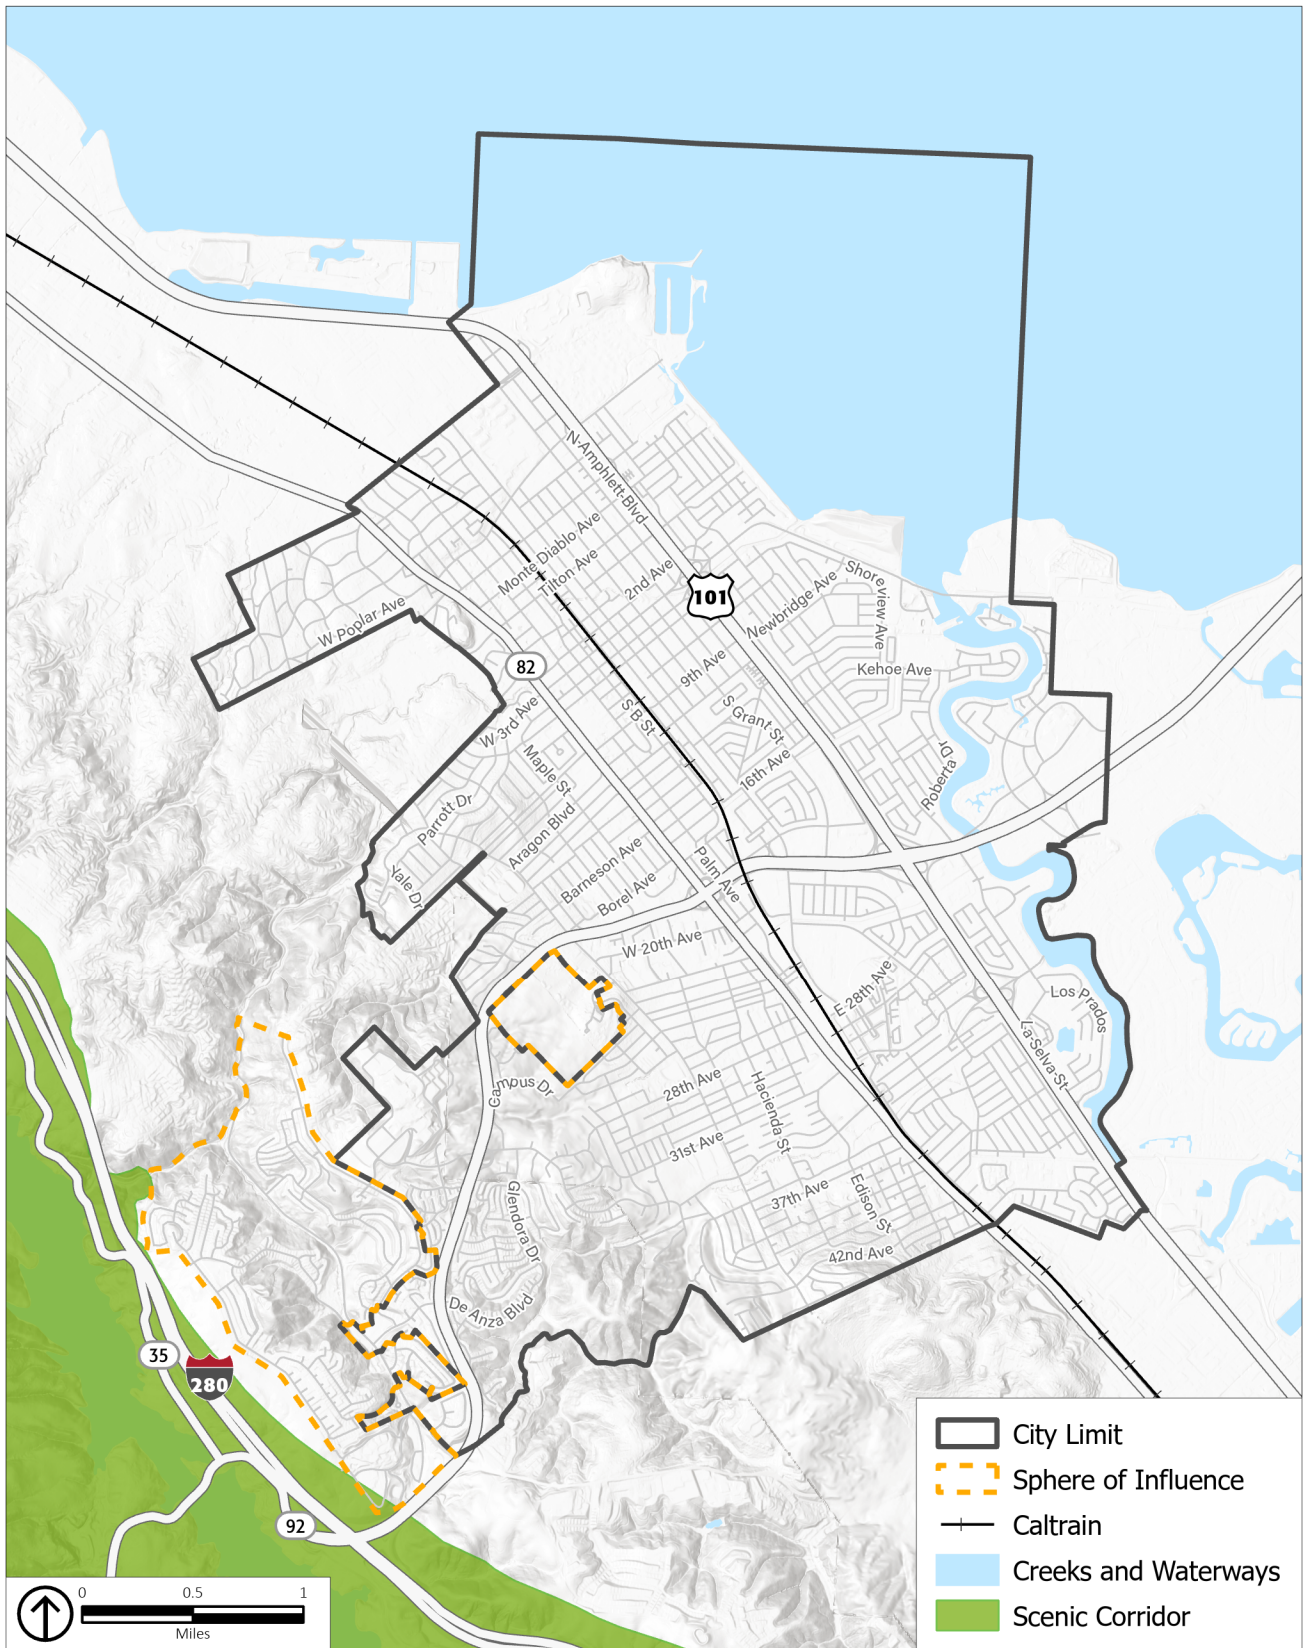 N Amphlett Blvd
Monte Diablo Ave
Tilton Ave
2nd Ave
101
Newbridge Ave
Shoreview Ave
W Poplar Ave
82
9th Ave
Kehoe Ave
W 3rd Ave
S B St
S Grant St
Maple St
16th Ave
Roberta Dr
Parrott Dr
Aragon Blvd
Yale Dr
Barneson Ave
Palm Ave
Borel Ave
W 20th Ave
E 28th Ave
Los Prados
La Selva St
Campus Dr
28th Ave
Hacienda St
31st Ave
Glendora Dr
37th Ave
Edison St
42nd Ave
De Anza Blvd
35
280
92
City Limit
Sphere of Influence
Caltrain
Creeks and Waterways
Scenic Corridor
0 0.5 1
Miles